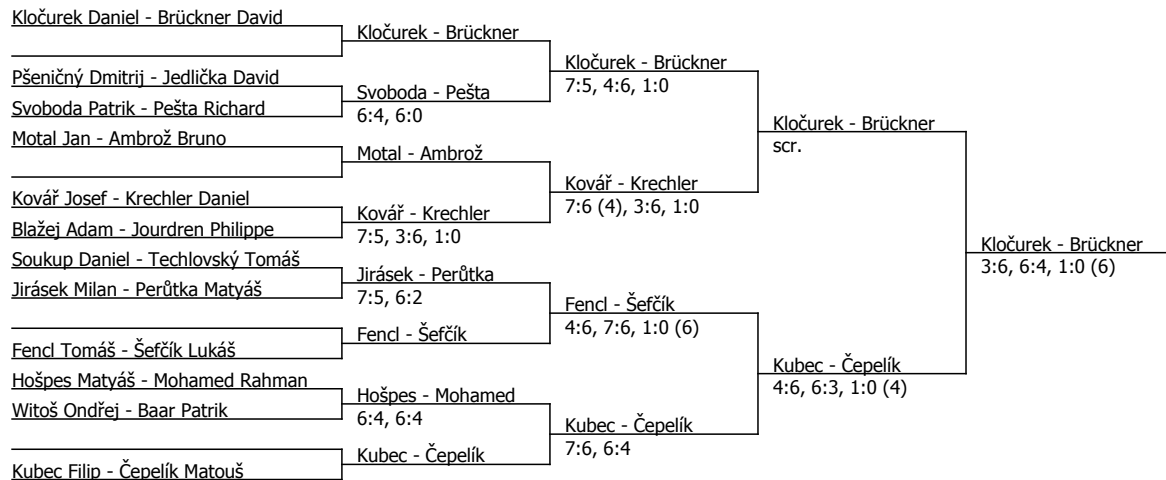 Kločurek Daniel - Brückner David
Pšeničný Dmitrij - Jedlička David
Svoboda Patrik - Pešta Richard
Motal Jan - Ambrož Bruno
Kovář Josef - Krechler Daniel
Blažej Adam - Jourdren Philippe
Soukup Daniel - Techlovský Tomáš
Jirásek Milan - Perůtka Matyáš
Fencl Tomáš - Šefčík Lukáš
Hošpes Matyáš - Mohamed Rahman
Witoš Ondřej - Baar Patrik
Kubec Filip - Čepelík Matouš
Kločurek - Brückner
Svoboda - Pešta
6:4, 6:0
Motal - Ambrož
Kovář - Krechler
7:5, 3:6, 1:0
Jirásek - Perůtka
7:5, 6:2
Fencl - Šefčík
Hošpes - Mohamed
6:4, 6:4
Kubec - Čepelík
Kločurek - Brückner
7:5, 4:6, 1:0
Kovář - Krechler
7:6 (4), 3:6, 1:0
Fencl - Šefčík
4:6, 7:6, 1:0 (6)
Kubec - Čepelík
7:6, 6:4
Kločurek - Brückner
scr.
Kubec - Čepelík
4:6, 6:3, 1:0 (4)
Kločurek - Brückner
3:6, 6:4, 1:0 (6)